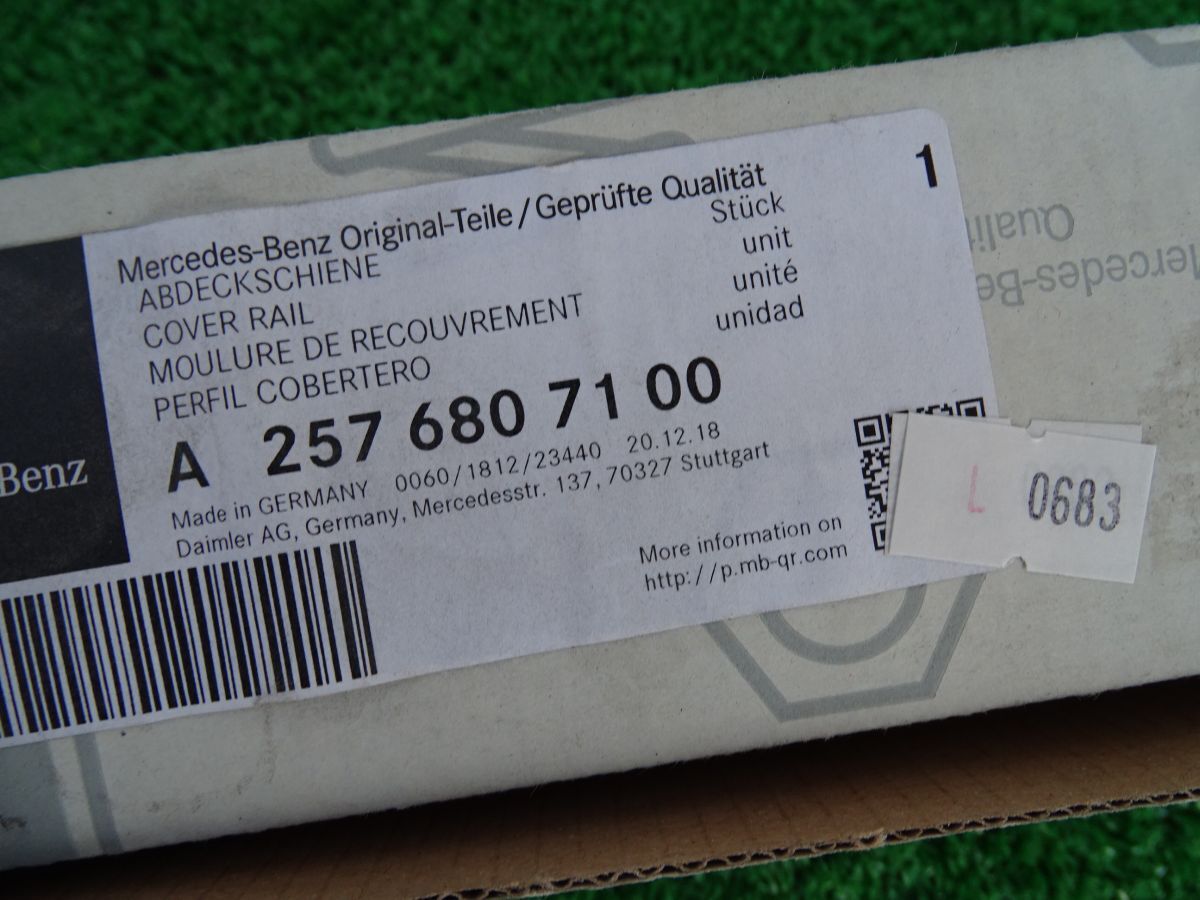 Mercedes-Benz Original-Teile/Geprüfte Qualität
1
ABDECKSCHIENE Stück
COVER RAIL unit
MOULURE DE RECOUVREMENT unité
PERFIL COBERTERO unidad
A 257 680 71 00
Made in GERMANY 0060/1812/23440 20.12.18
Daimler AG, Germany, Mercedesstr. 137, 70327 Stuttgart
More information on
http://p.mb-qr.com
Benz
L 0683